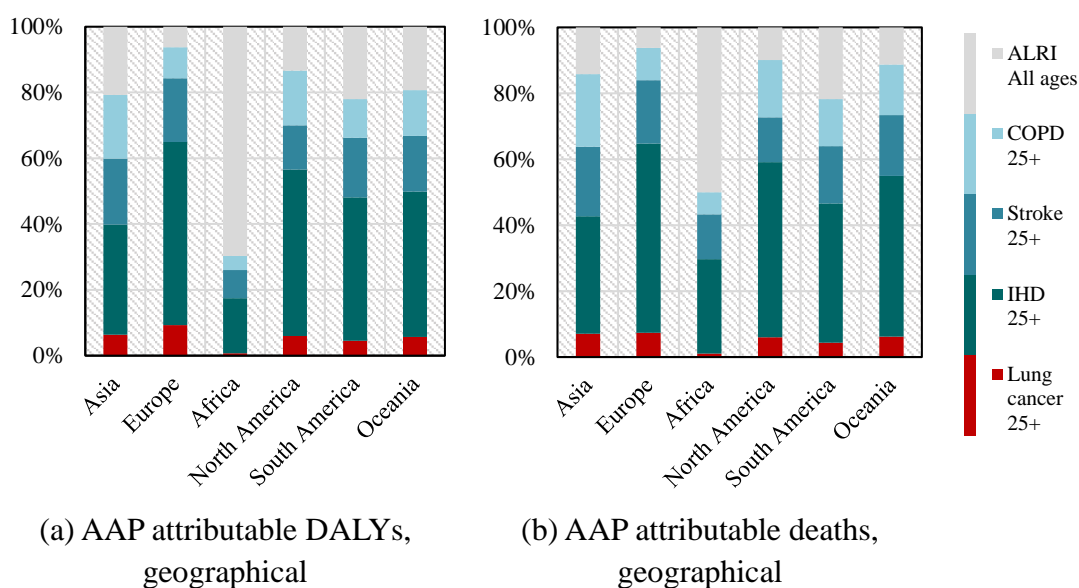 100%
80%
60%
40%
20%
0%
Asia
Europe
Africa
North America
South America
Oceania
(a) AAP attributable DALYs,
geographical
100%
80%
60%
40%
20%
0%
Asia
Europe
Africa
North America
South America
Oceania
(b) AAP attributable deaths,
geographical
ALRI
All ages
COPD
25+
Stroke
25+
IHD
25+
Lung
cancer
25+